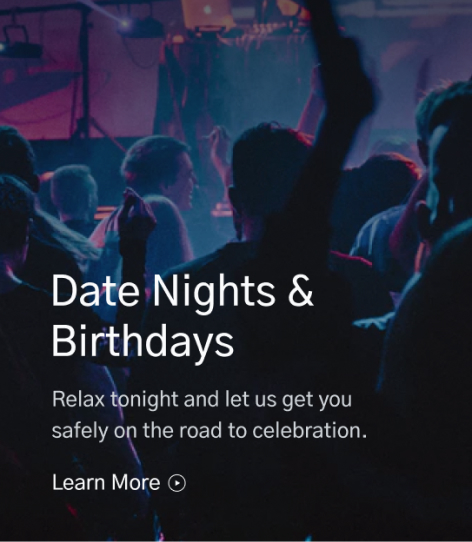 Date Nights &
Birthdays
Relax tonight and let us get you
safely on the road to celebration.
Learn More